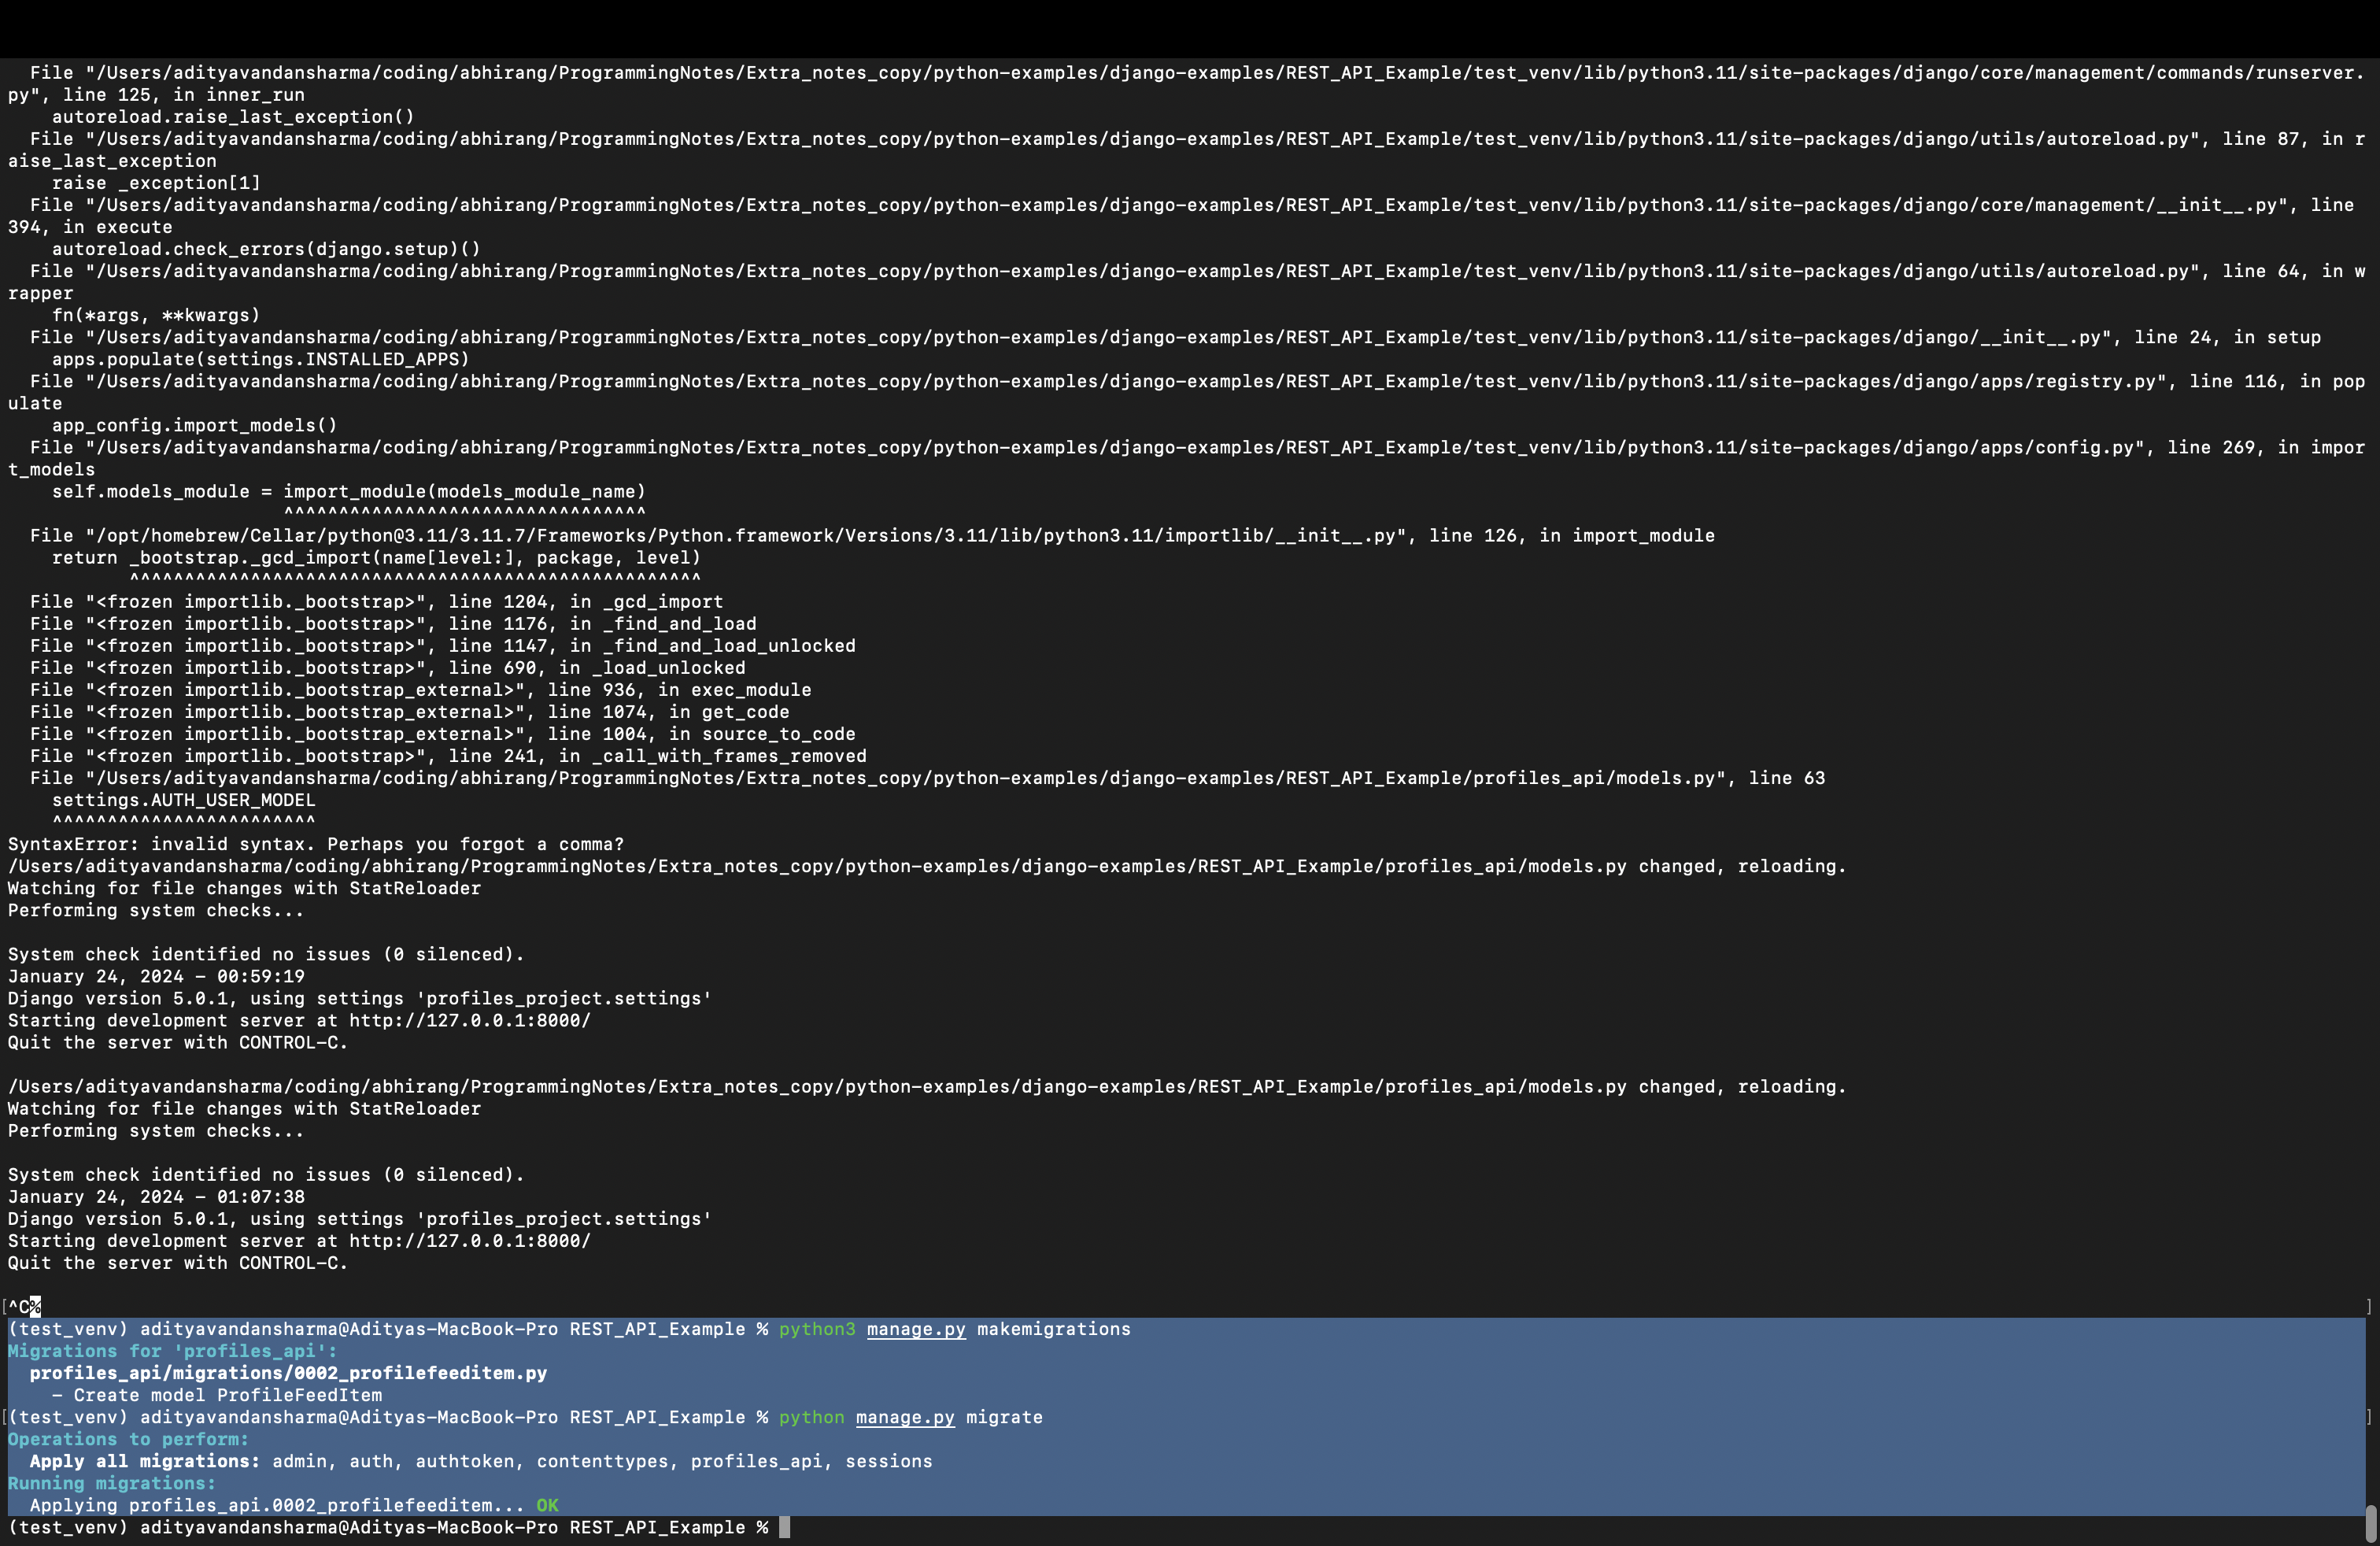 File "/Users/adityavandansharma/coding/abhirang/ProgrammingNotes/Extra_notes_copy/python-examples/django-examples/REST_API_Example/test_venv/lib/python3.11/site-packages/django/core/management/commands/runserver.
py", line 125, in inner_run
    autoreload.raise_last_exception()
  File "/Users/adityavandansharma/coding/abhirang/ProgrammingNotes/Extra_notes_copy/python-examples/django-examples/REST_API_Example/test_venv/lib/python3.11/site-packages/django/utils/autoreload.py", line 87, in r
aise_last_exception
    raise _exception[1]
  File "/Users/adityavandansharma/coding/abhirang/ProgrammingNotes/Extra_notes_copy/python-examples/django-examples/REST_API_Example/test_venv/lib/python3.11/site-packages/django/core/management/__init__.py", line
394, in execute
    autoreload.check_errors(django.setup)()
  File "/Users/adityavandansharma/coding/abhirang/ProgrammingNotes/Extra_notes_copy/python-examples/django-examples/REST_API_Example/test_venv/lib/python3.11/site-packages/django/utils/autoreload.py", line 64, in w
rapper
    fn(*args, **kwargs)
  File "/Users/adityavandansharma/coding/abhirang/ProgrammingNotes/Extra_notes_copy/python-examples/django-examples/REST_API_Example/test_venv/lib/python3.11/site-packages/django/__init__.py", line 24, in setup
    apps.populate(settings.INSTALLED_APPS)
  File "/Users/adityavandansharma/coding/abhirang/ProgrammingNotes/Extra_notes_copy/python-examples/django-examples/REST_API_Example/test_venv/lib/python3.11/site-packages/django/apps/registry.py", line 116, in pop
ulate
    app_config.import_models()
  File "/Users/adityavandansharma/coding/abhirang/ProgrammingNotes/Extra_notes_copy/python-examples/django-examples/REST_API_Example/test_venv/lib/python3.11/site-packages/django/apps/config.py", line 269, in impor
t_models
    self.models_module = import_module(models_module_name)
                         ^^^^^^^^^^^^^^^^^^^^^^^^^^^^^^^^^
  File "/opt/homebrew/Cellar/python@3.11/3.11.7/Frameworks/Python.framework/Versions/3.11/lib/python3.11/importlib/__init__.py", line 126, in import_module
    return _bootstrap._gcd_import(name[level:], package, level)
           ^^^^^^^^^^^^^^^^^^^^^^^^^^^^^^^^^^^^^^^^^^^^^^^^^^^^
  File "<frozen importlib._bootstrap>", line 1204, in _gcd_import
  File "<frozen importlib._bootstrap>", line 1176, in _find_and_load
  File "<frozen importlib._bootstrap>", line 1147, in _find_and_load_unlocked
  File "<frozen importlib._bootstrap>", line 690, in _load_unlocked
  File "<frozen importlib._bootstrap_external>", line 936, in exec_module
  File "<frozen importlib._bootstrap_external>", line 1074, in get_code
  File "<frozen importlib._bootstrap_external>", line 1004, in source_to_code
  File "<frozen importlib._bootstrap>", line 241, in _call_with_frames_removed
  File "/Users/adityavandansharma/coding/abhirang/ProgrammingNotes/Extra_notes_copy/python-examples/django-examples/REST_API_Example/profiles_api/models.py", line 63
    settings.AUTH_USER_MODEL
    ^^^^^^^^^^^^^^^^^^^^^^^^
SyntaxError: invalid syntax. Perhaps you forgot a comma?
/Users/adityavandansharma/coding/abhirang/ProgrammingNotes/Extra_notes_copy/python-examples/django-examples/REST_API_Example/profiles_api/models.py changed, reloading.
Watching for file changes with StatReloader
Performing system checks...

System check identified no issues (0 silenced).
January 24, 2024 - 00:59:19
Django version 5.0.1, using settings 'profiles_project.settings'
Starting development server at http://127.0.0.1:8000/
Quit the server with CONTROL-C.

/Users/adityavandansharma/coding/abhirang/ProgrammingNotes/Extra_notes_copy/python-examples/django-examples/REST_API_Example/profiles_api/models.py changed, reloading.
Watching for file changes with StatReloader
Performing system checks...

System check identified no issues (0 silenced).
January 24, 2024 - 01:07:38
Django version 5.0.1, using settings 'profiles_project.settings'
Starting development server at http://127.0.0.1:8000/
Quit the server with CONTROL-C.

[^C% ]
(test_venv) adityavandansharma@Adityas-MacBook-Pro REST_API_Example % python3 manage.py makemigrations
Migrations for 'profiles_api':
  profiles_api/migrations/0002_profilefeeditem.py
    - Create model ProfileFeedItem
[(test_venv) adityavandansharma@Adityas-MacBook-Pro REST_API_Example % python manage.py migrate ]
Operations to perform:
  Apply all migrations: admin, auth, authtoken, contenttypes, profiles_api, sessions
Running migrations:
  Applying profiles_api.0002_profilefeeditem... OK
(test_venv) adityavandansharma@Adityas-MacBook-Pro REST_API_Example %